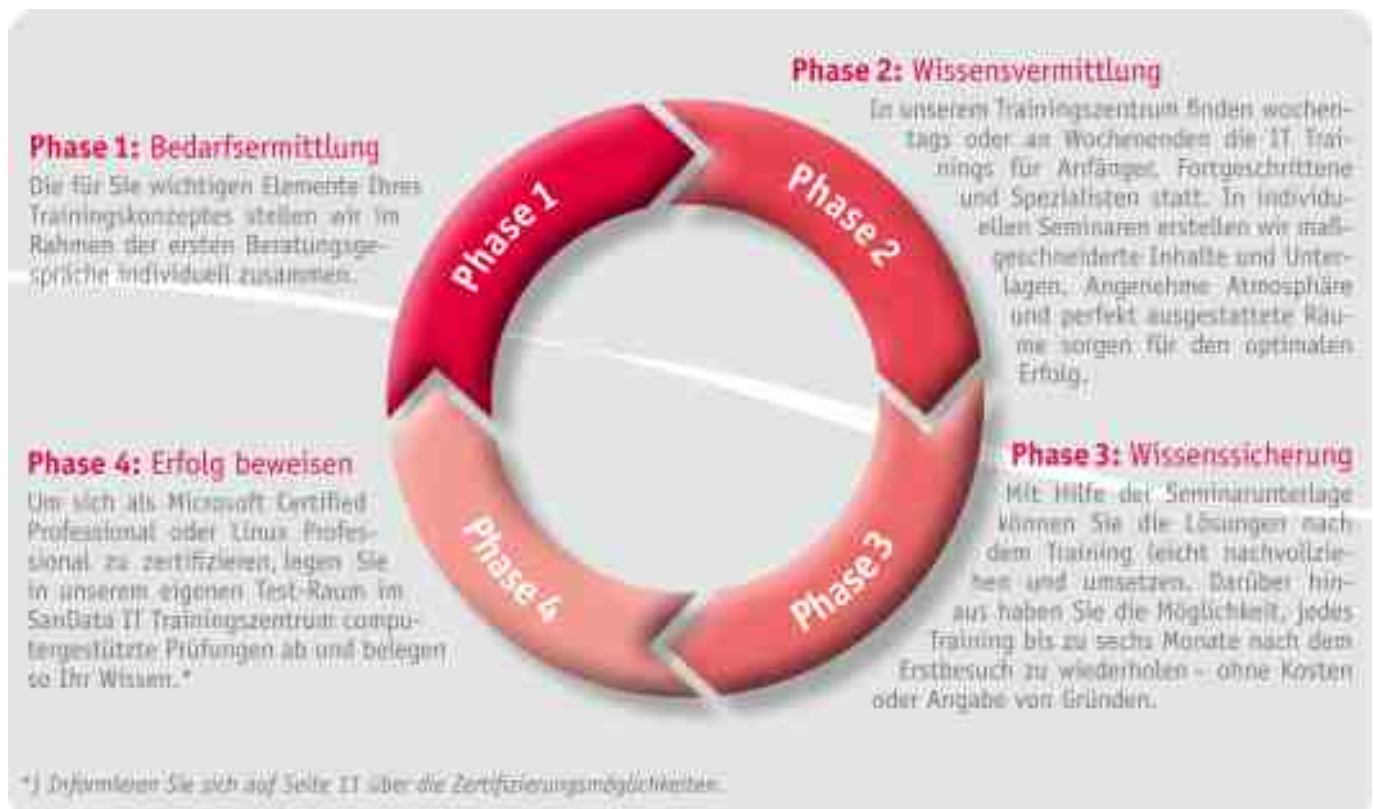 Phase 1: Bedarfsermittlung
Die für Sie wichtigen Elemente Ihres
Trainingskonzeptes stellen wir im
Rahmen der ersten Beratungsge-
spräche individuell zusammen.
Phase 2: Wissensvermittlung
In unserem Trainingszentrum finden wochen-
tags oder an Wochenenden die IT Trai-
nings für Anfänger, Fortgeschrittene
und Spezialisten statt. In individu-
ellen Seminaren erstellen wir maß-
geschneiderte Inhalte und Unter-
lagen. Angenehme Atmosphäre
und perfekt ausgestattete Räu-
me sorgen für den optimalen
Erfolg.
Phase 3: Wissenssicherung
Mit Hilfe der Seminarunterlage
können Sie die Lösungen nach
dem Training leicht nachvollzie-
hen und umsetzen. Darüber hin-
aus haben Sie die Möglichkeit, jedes
Training bis zu sechs Monate nach dem
Erstbesuch zu wiederholen – ohne Kosten
oder Angabe von Gründen.
Phase 4: Erfolg beweisen
Um sich als Microsoft Certified
Professional oder Linux Profes-
sional zu zertifizieren, legen Sie
in unserem eigenen Test-Raum im
SanData IT Trainingszentrum compu-
tergestützte Prüfungen ab und belegen
so Ihr Wissen.*
Phase 1
Phase 2
Phase 3
Phase 4
*) Informieren Sie sich auf Seite 11 über die Zertifizierungsmöglichkeiten.